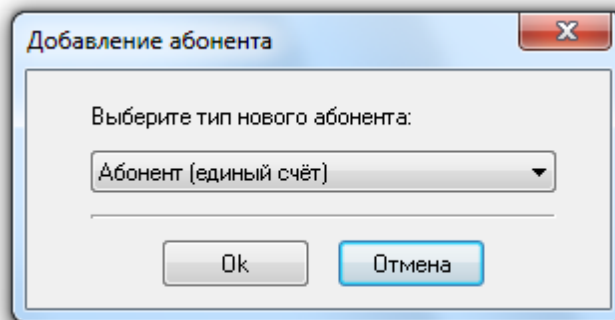 Добавление абонента
Выберите тип нового абонента:
Абонент (единый счёт)
Ok
Отмена